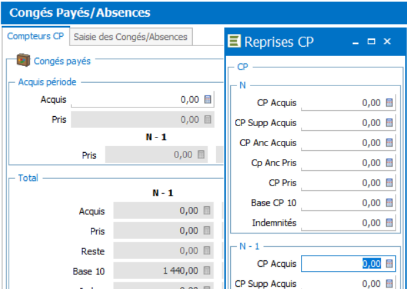 Congés Payés/Absences
Compteurs CP
Saisie des Congés/Absences
Congés payés
Acquis période
Acquis 0,00
Pris 0,00
N - 1
Pris 0,00
Total
N - 1
Acquis 0,00
Pris 0,00
Reste 0,00
Base 10 1 440,00
Reprises CP
CP
N
CP Acquis 0,00
CP Supp Acquis 0,00
CP Anc Acquis 0,00
Cp Anc Pris 0,00
CP Pris 0,00
Base CP 10 0,00
Indemnités 0,00
N - 1
CP Acquis 0,00
CP Supp Acquis 0,00